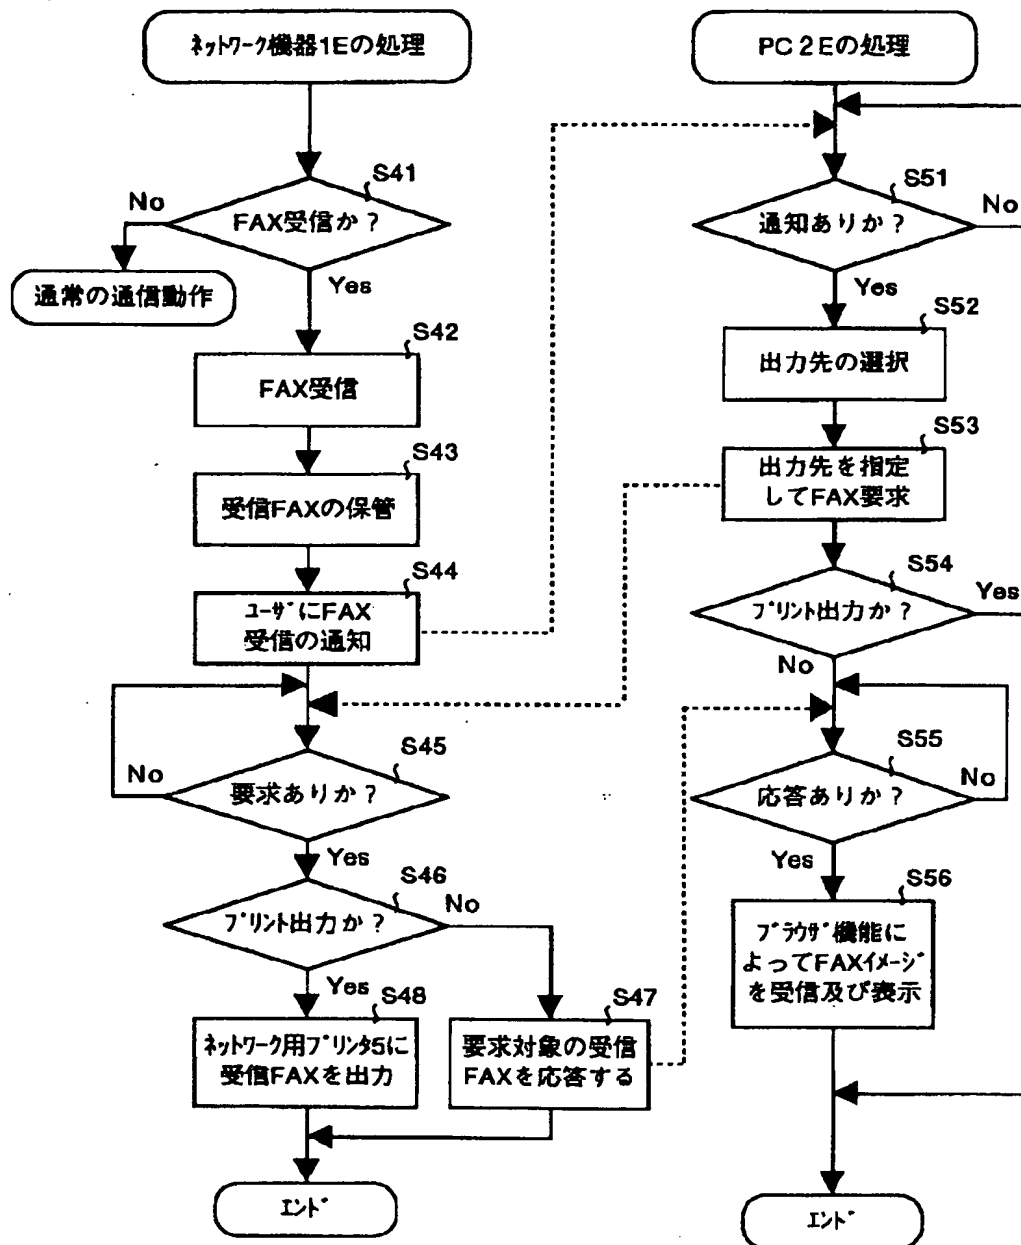 ネットワーク機器1Eの処理
S41
FAX受信か？
No
Yes
通常の通信動作
S42
FAX受信
S43
受信FAXの保管
S44
ユーザにFAX
受信の通知
S45
要求ありか？
No
Yes
S46
プリント出力か？
No
Yes
S48
ネットワーク用プリンタ5に
受信FAXを出力
S47
要求対象の受信
FAXを応答する
エンド
PC2Eの処理
S51
通知ありか？
No
Yes
S52
出力先の選択
S53
出力先を指定
してFAX要求
S54
プリント出力か？
Yes
No
S55
応答ありか？
No
Yes
S56
ブラウザ機能に
よってFAXイメージ
を受信及び表示
エンド